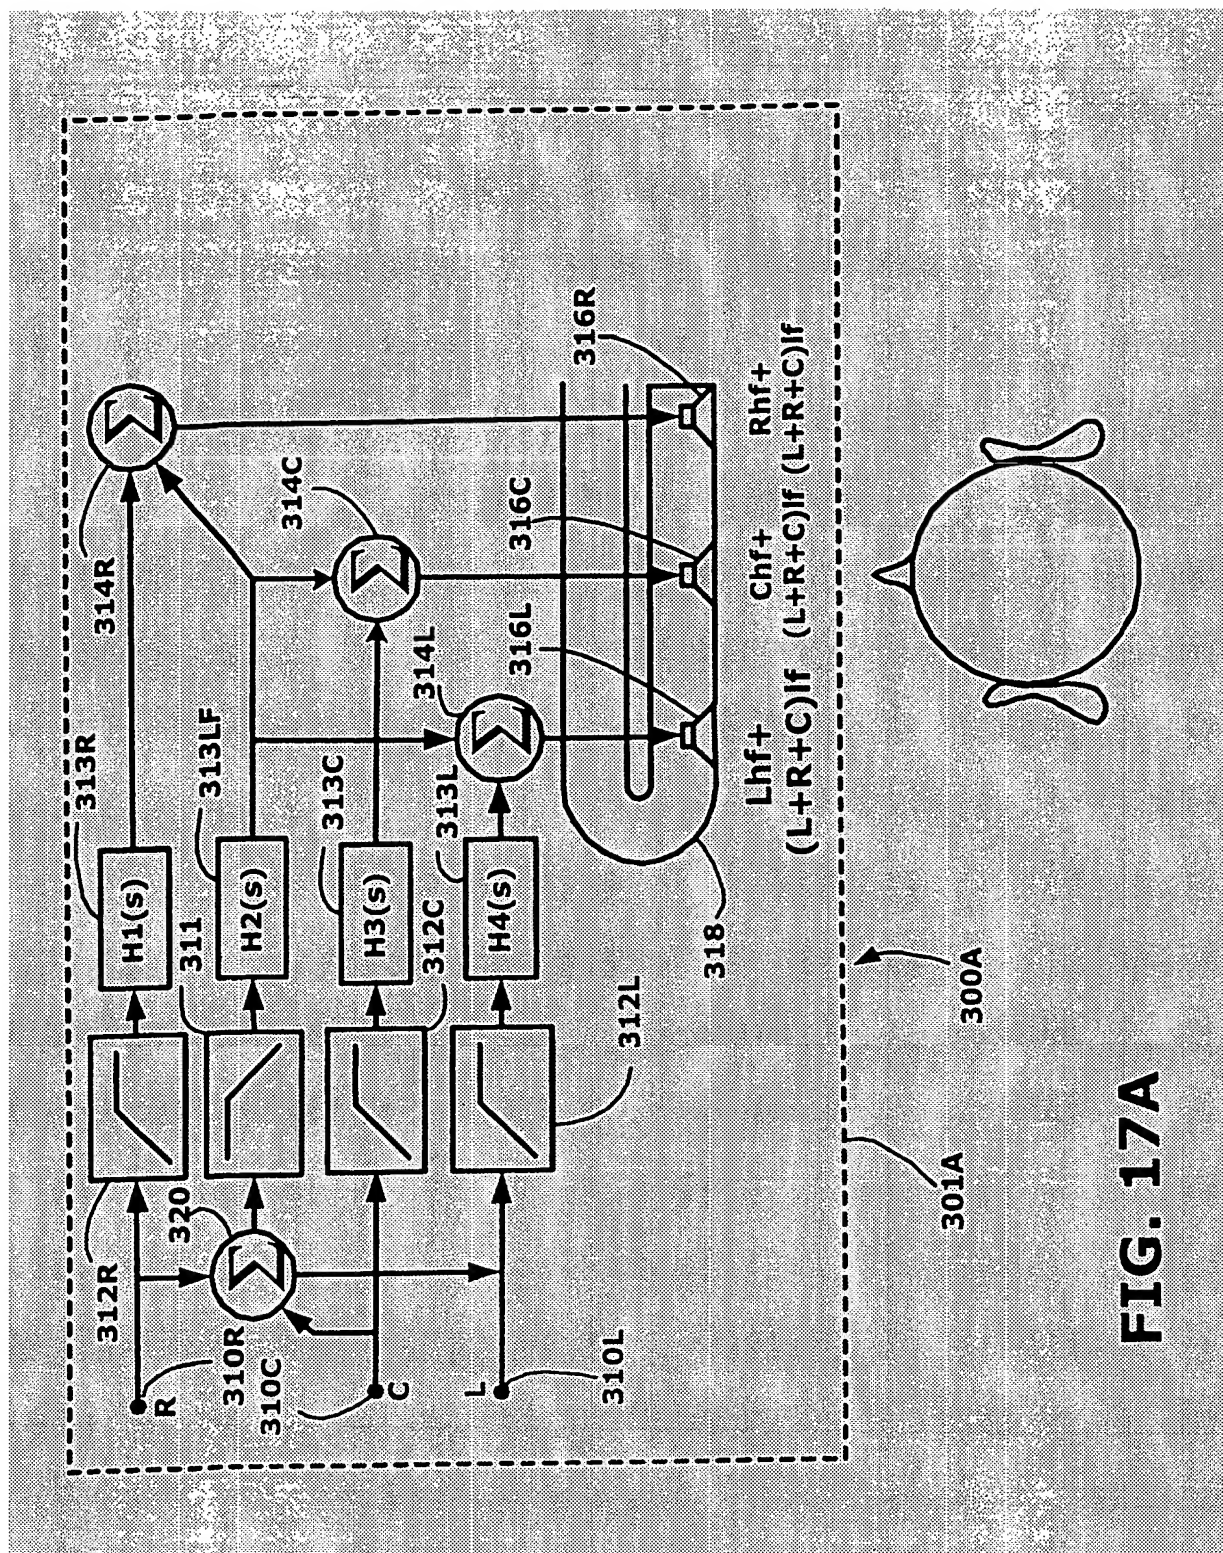 314R
313R
313LF
311
H1(s)
312R
320
310R
R
310C
H2(s)
314C
313C
312C
H3(s)
C
314L
313L
H4(s)
L
312L
310L
316R
316C
316L
318
Rhf+
(L+R+C)lf
Chf+
(L+R+C)lf
Lhf+
(L+R+C)lf
Σ
Σ
Σ
Σ
300A
301A
FIG. 17A